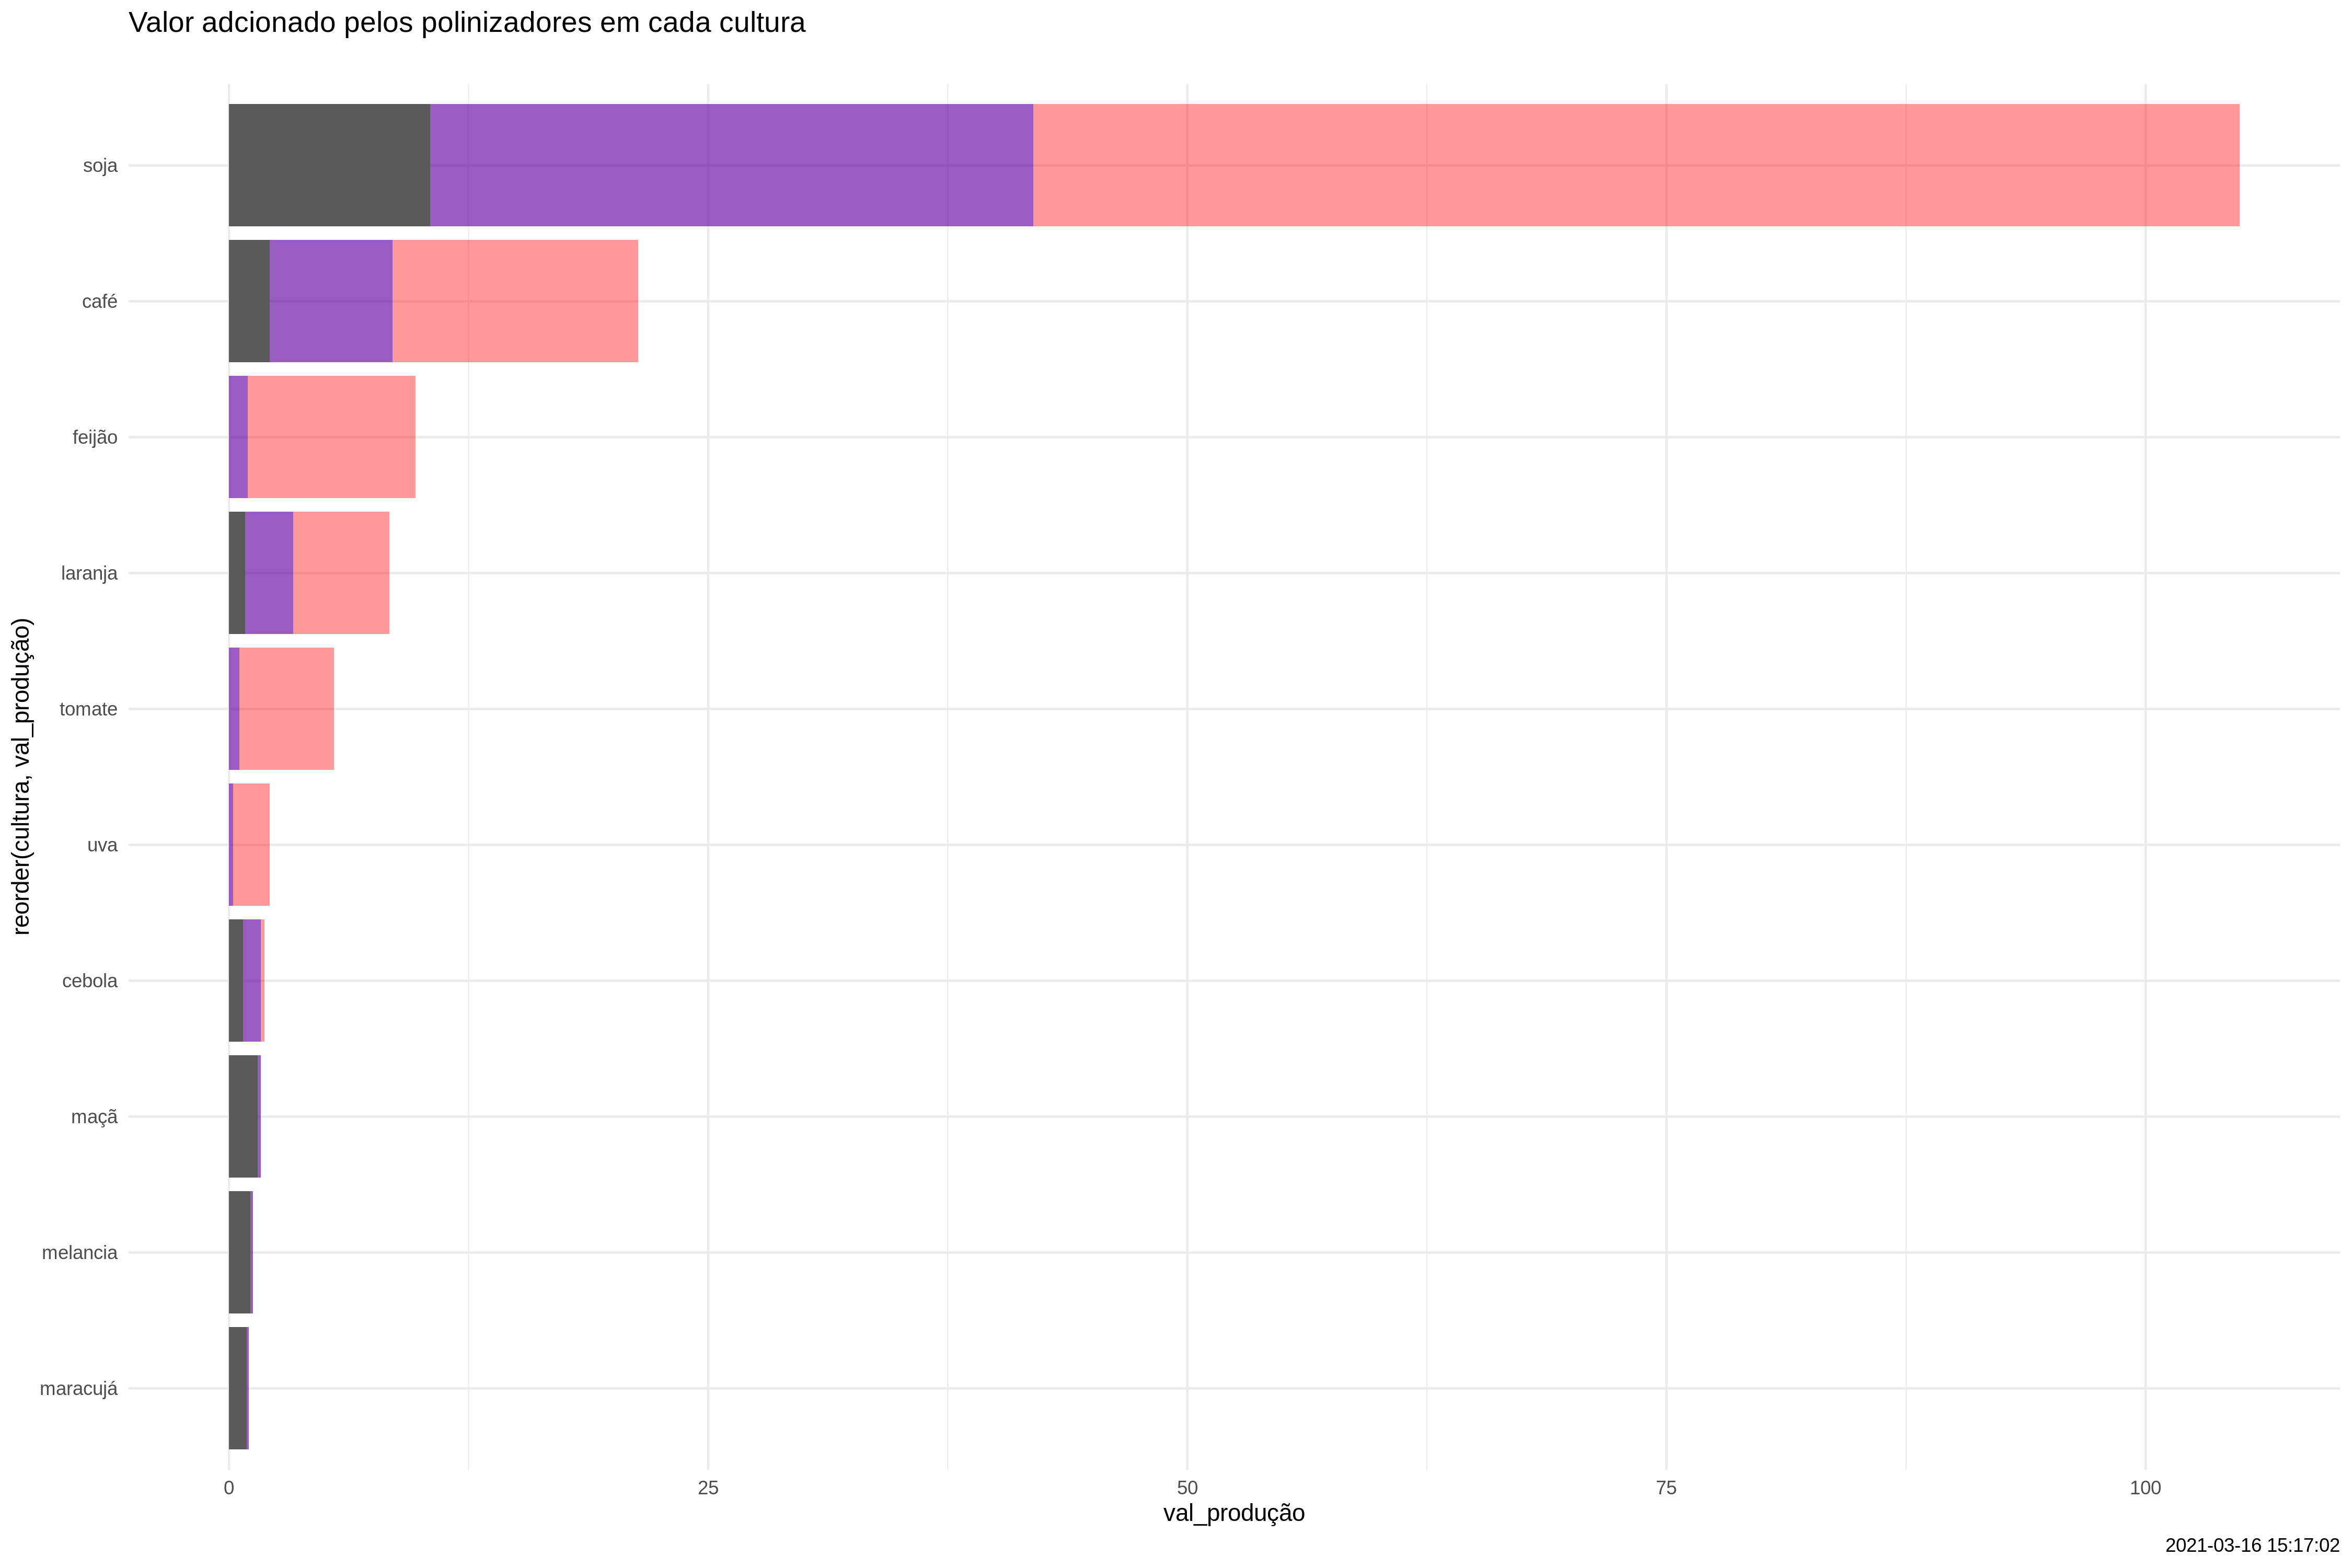 Valor adcionado pelos polinizadores em cada cultura
reorder(cultura, val_produção)
soja
café
feijão
laranja
tomate
uva
cebola
maçã
melancia
maracujá
0 25 50 75 100
val_produção
2021-03-16 15:17:02